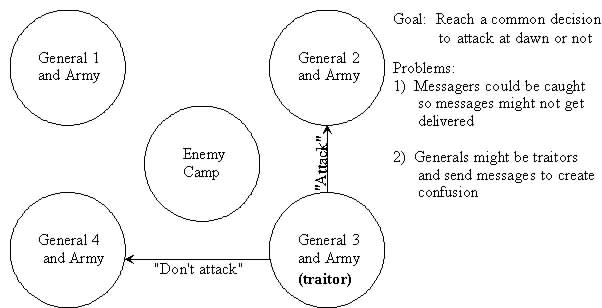 General 1
and Army
General 2
and Army
Goal:  Reach a common decision
to attack at dawn or not
Problems:
1)  Messagers could be caught
so messages might not get
delivered
2)  Generals might be traitors
and send messages to create
confusion
Enemy
Camp
"Attack"
General 4
and Army
"Don't attack"
General 3
and Army
(traitor)